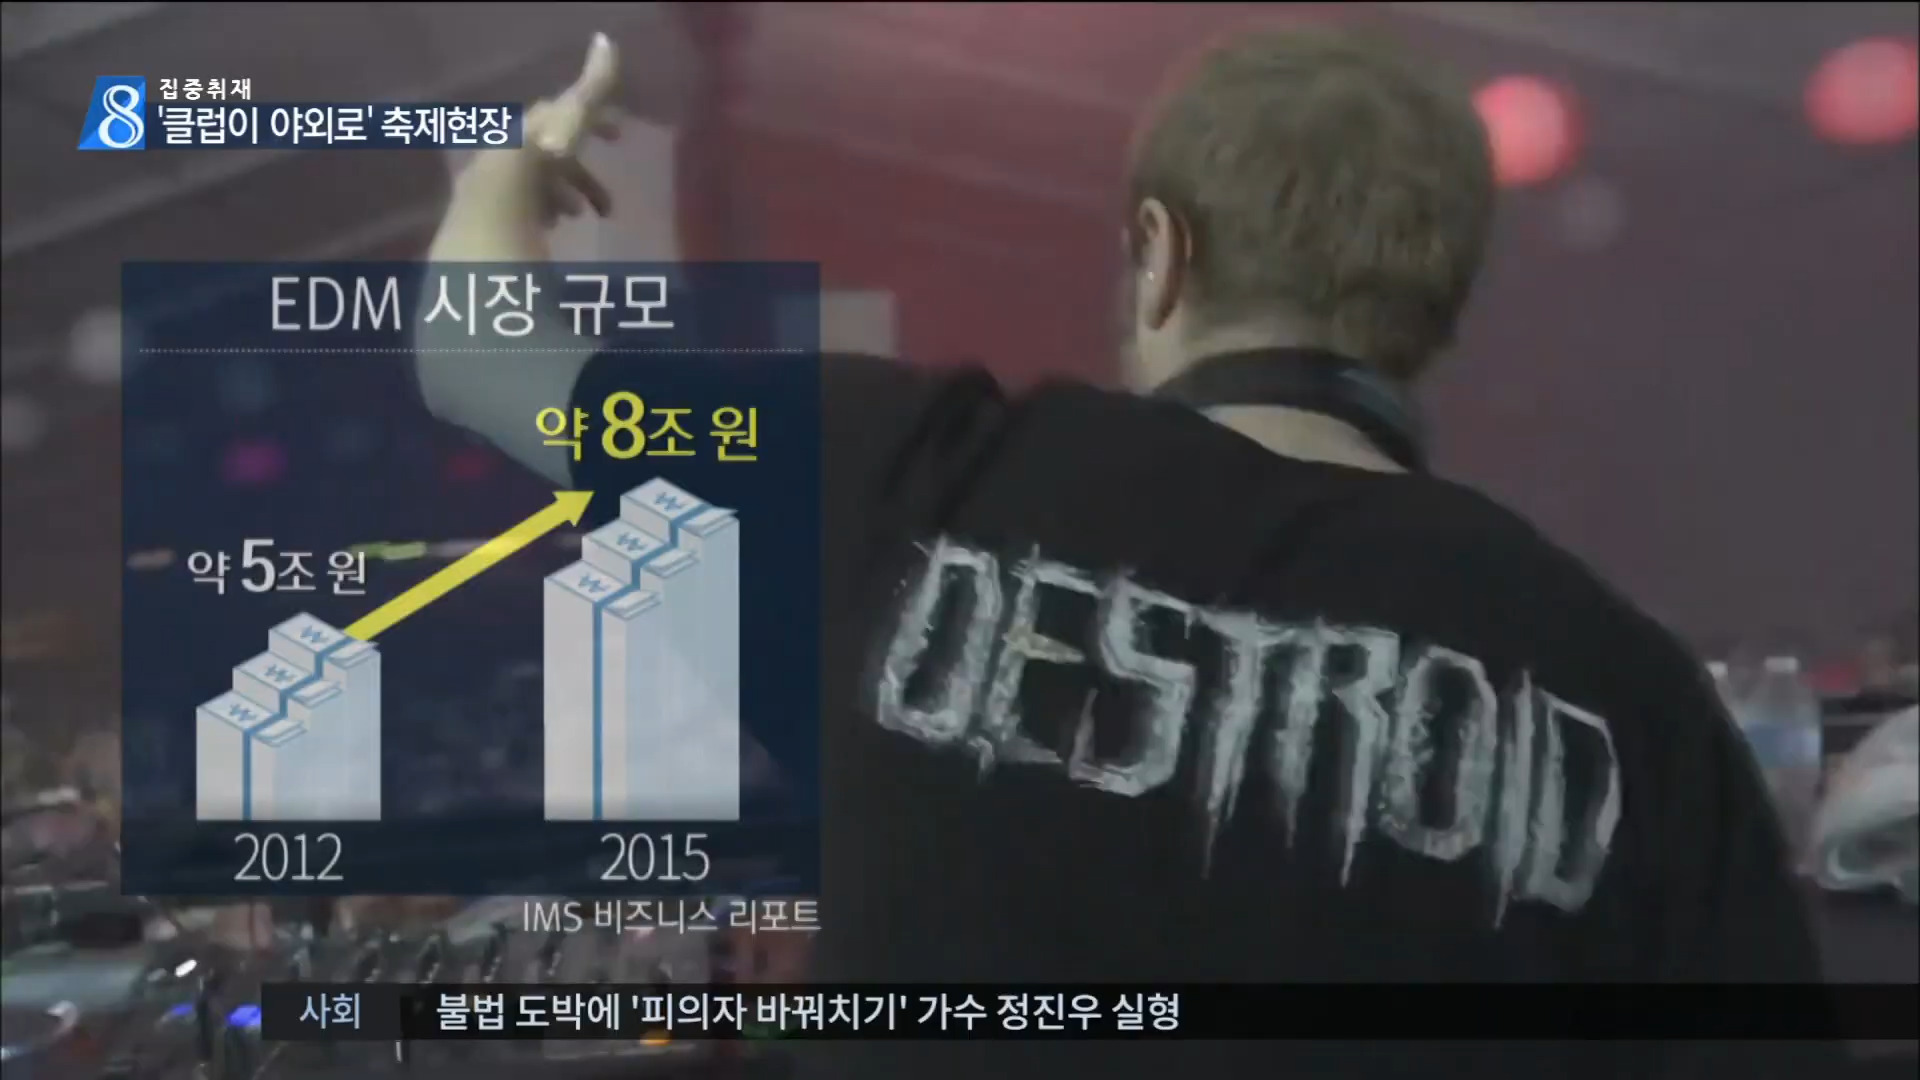 집중취재
8 '클럽이 야외로' 축제현장
EDM 시장 규모
약 8조 원
약 5조 원
2012
2015
IMS 비즈니스 리포트
DESTROID
사회 불법 도박에 '피의자 바꿔치기' 가수 정진우 실형